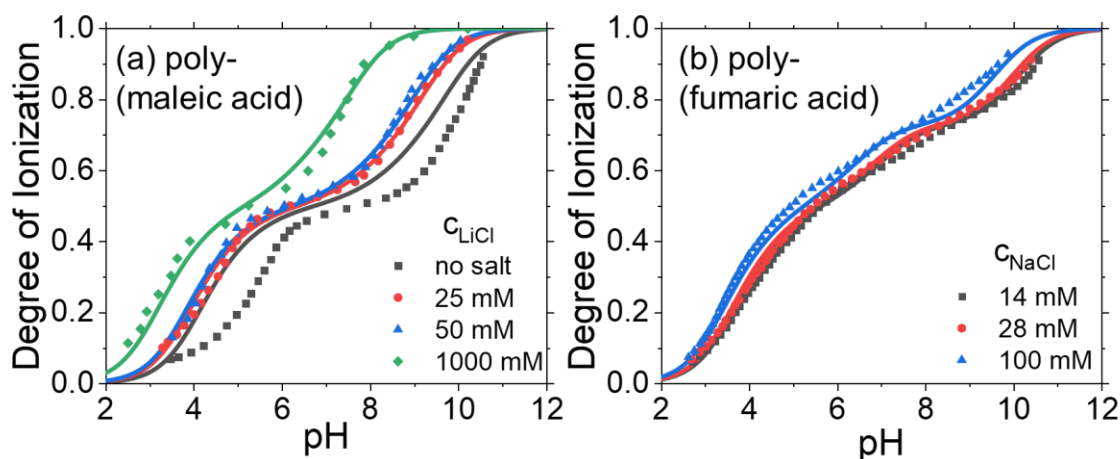 (a) poly-
(maleic acid)
Degree of Ionization
1.0
0.8
0.6
0.4
0.2
0.0
2 4 6 8 10 12
pH
cLiCl
no salt
25 mM
50 mM
1000 mM
(b) poly-
(fumaric acid)
Degree of Ionization
1.0
0.8
0.6
0.4
0.2
0.0
2 4 6 8 10 12
pH
cNaCl
14 mM
28 mM
100 mM